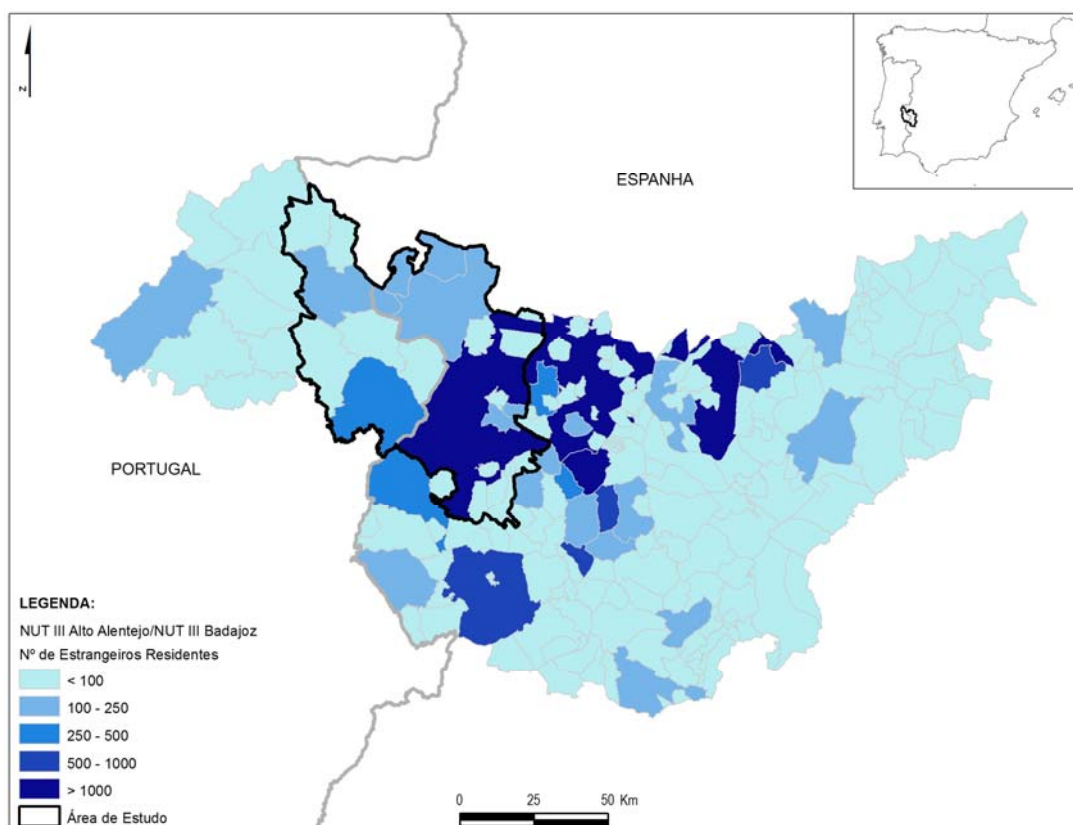 z
ESPANHA
PORTUGAL
LEGENDA:
NUT III Alto Alentejo/NUT III Badajoz
Nº de Estrangeiros Residentes
< 100
100 - 250
250 - 500
500 - 1000
> 1000
Área de Estudo
0 25 50 Km